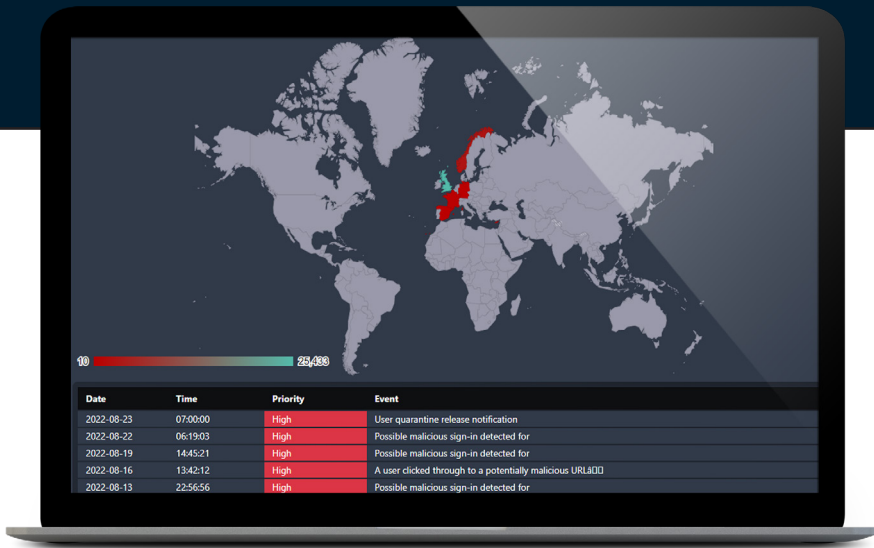 10 25,433
Date Time Priority Event
2022-08-23 07:00:00 High User quarantine release notification
2022-08-22 06:19:03 High Possible malicious sign-in detected for
2022-08-19 14:45:21 High Possible malicious sign-in detected for
2022-08-16 13:42:12 High A user clicked through to a potentially malicious URLâ▯▯
2022-08-13 22:56:56 High Possible malicious sign-in detected for